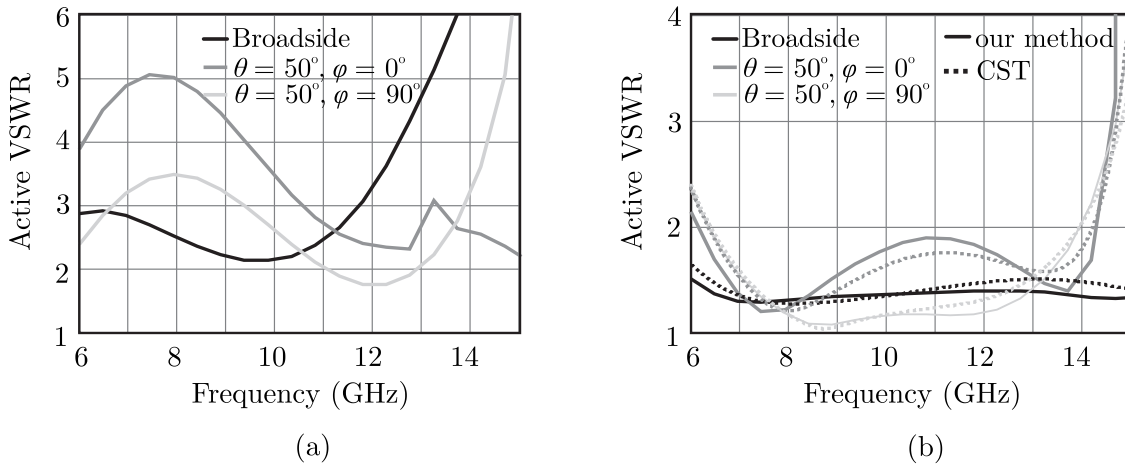 Active VSWR
6
5
4
3
2
1
Broadside
θ = 50°, φ = 0°
θ = 50°, φ = 90°
6 8 10 12 14
Frequency (GHz)
(a)
Active VSWR
4
3
2
1
Broadside
θ = 50°, φ = 0°
θ = 50°, φ = 90°
our method
CST
6 8 10 12 14
Frequency (GHz)
(b)